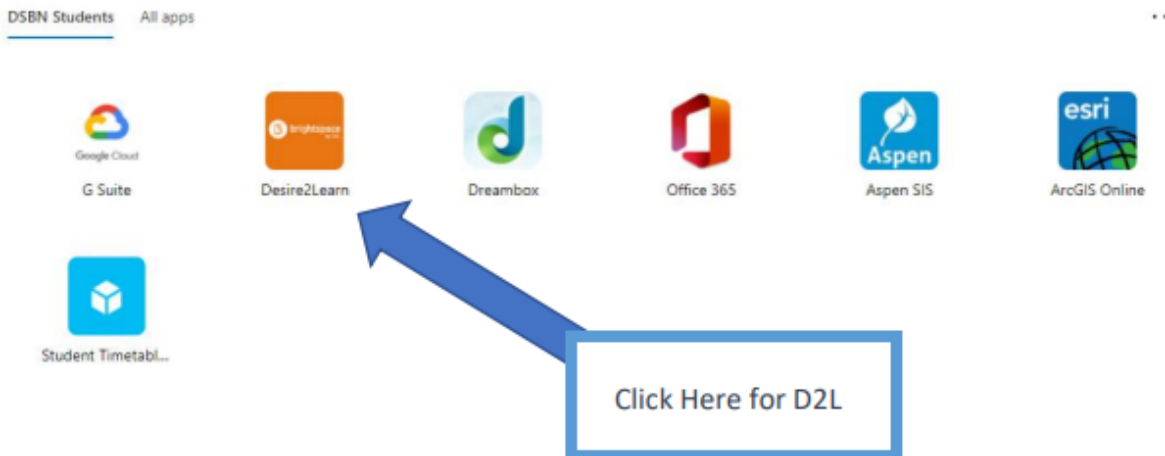 DSBN Students All apps
Google Cloud
brightspace
esri
Aspen
G Suite
Desire2Learn
Dreambox
Office 365
Aspen SIS
ArcGIS Online
Student Timetabl...
Click Here for D2L